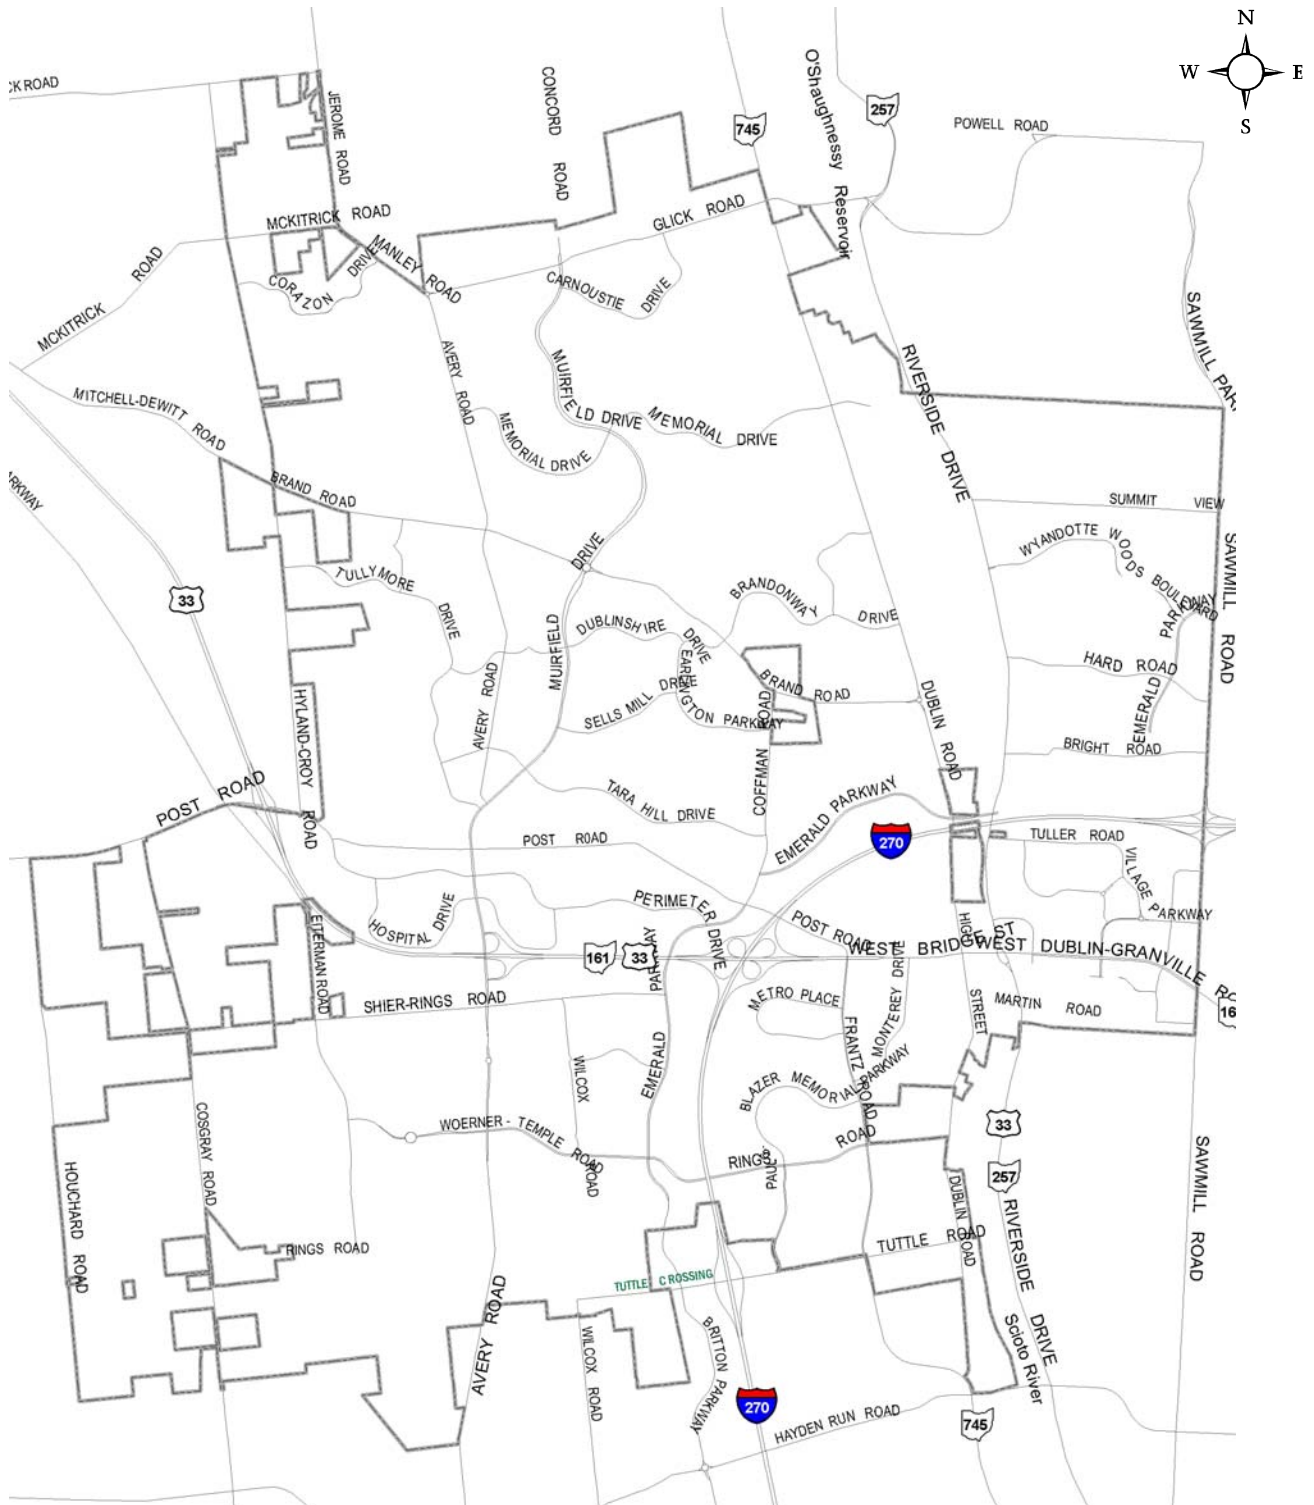 N
W E
S
CK ROAD
JEROME ROAD
CONCORD ROAD
745
O'Shaughnessy Reservoir
257
POWELL ROAD
MCKITRICK ROAD
GLICK ROAD
MANLEY ROAD
MCKITRICK ROAD
CORAZON DRIVE
CARNOUSTIE DRIVE
SAWMILL PAR
AVERY ROAD
MUIRFIELD DRIVE
RIVERSIDE DRIVE
MITCHELL-DEWITT ROAD
MEMORIAL DRIVE
MEMORIAL DRIVE
BRAND ROAD
RKWAY
SUMMIT VIEW
DRIVE
WYANDOTTE WOODS BOULEVARD
SAWMILL ROAD
TULLYMORE DRIVE
33
BRANDONWAY DRIVE
DUBLINSHIRE DRIVE
MUIRFIELD
EMERALD PARKWAY
HARD ROAD
AVERY ROAD
EARLINGTON PARKWAY
SELLS MILL DRIVE
BRAND ROAD
DUBLIN ROAD
HYLAND-CROY ROAD
COFFMAN ROAD
BRIGHT ROAD
POST ROAD
TARA HILL DRIVE
EMERALD PARKWAY
270
POST ROAD
TULLER ROAD
VILLAGE PARKWAY
PERIMETER DRIVE
HOSPITAL DRIVE
EITERMAN ROAD
POST ROAD
WEST BRIDGE ST
WEST DUBLIN-GRANVILLE RO
161
33
EMERALD PARKWAY
HIGH STREET
MONTEREY DRIVE
METRO PLACE
SHIER-RINGS ROAD
MARTIN ROAD
16
FRANTZ ROAD
WILCOX ROAD
BLAZER MEMORIAL PARKWAY
COSGRAY ROAD
WOERNER-TEMPLE ROAD
33
RINGS ROAD
PAUL
257
SAWMILL ROAD
HOUCHARD ROAD
DUBLIN ROAD
RIVERSIDE DRIVE
RINGS ROAD
TUTTLE ROAD
TUTTLE CROSSING
AVERY ROAD
WILCOX ROAD
BRITTON PARKWAY
Scioto River
270
HAYDEN RUN ROAD
745